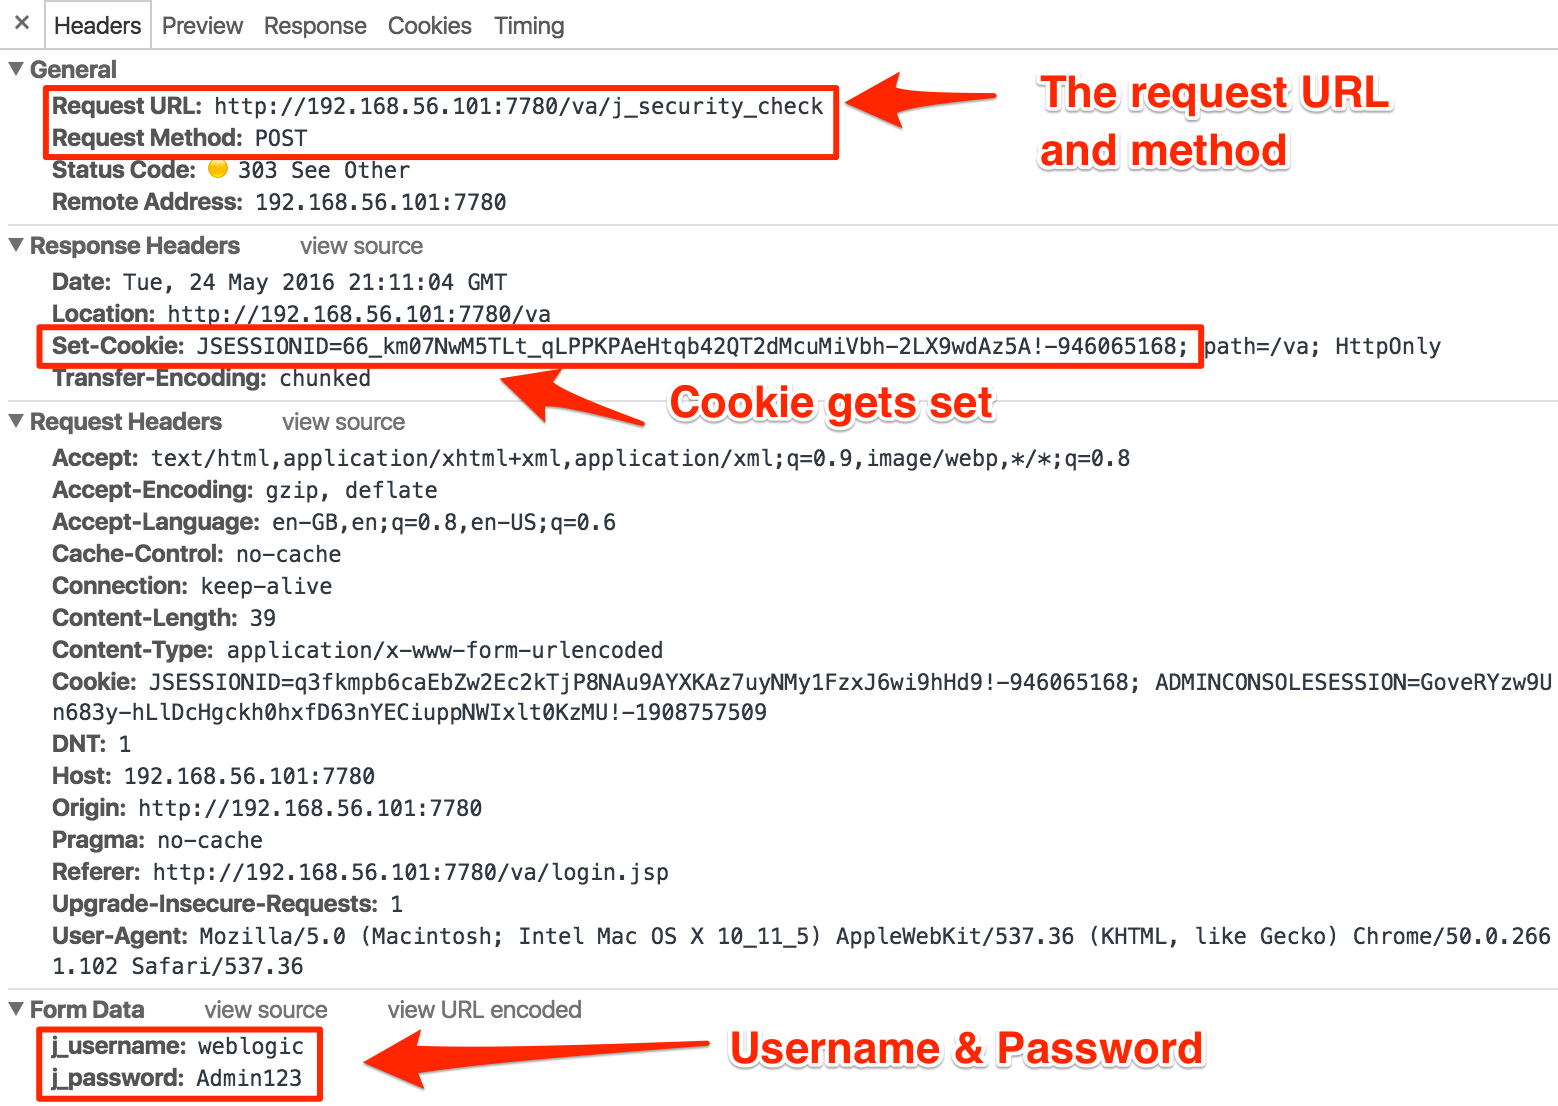 × Headers Preview Response Cookies Timing
▼ General
Request URL: http://192.168.56.101:7780/va/j_security_check
Request Method: POST
The request URL
and method
Status Code: 303 See Other
Remote Address: 192.168.56.101:7780
▼ Response Headers view source
Date: Tue, 24 May 2016 21:11:04 GMT
Location: http://192.168.56.101:7780/va
Set-Cookie: JSESSIONID=66_km07NwM5TLt_qLPPKPAeHtqb42QT2dMcuMiVbh-2LX9wdAz5A!-946065168; path=/va; HttpOnly
Transfer-Encoding: chunked
Cookie gets set
▼ Request Headers view source
Accept: text/html,application/xhtml+xml,application/xml;q=0.9,image/webp,*/*;q=0.8
Accept-Encoding: gzip, deflate
Accept-Language: en-GB,en;q=0.8,en-US;q=0.6
Cache-Control: no-cache
Connection: keep-alive
Content-Length: 39
Content-Type: application/x-www-form-urlencoded
Cookie: JSESSIONID=q3fkmpb6caEbZw2Ec2kTjP8NAu9AYXKAz7uyNMy1FzxJ6wi9hHd9!-946065168; ADMINCONSOLESESSION=GoveRYzw9U
n683y-hLlDcHgckh0hxfD63nYECiuppNWIxlt0KzMU!-1908757509
DNT: 1
Host: 192.168.56.101:7780
Origin: http://192.168.56.101:7780
Pragma: no-cache
Referer: http://192.168.56.101:7780/va/login.jsp
Upgrade-Insecure-Requests: 1
User-Agent: Mozilla/5.0 (Macintosh; Intel Mac OS X 10_11_5) AppleWebKit/537.36 (KHTML, like Gecko) Chrome/50.0.266
1.102 Safari/537.36
▼ Form Data view source view URL encoded
j_username: weblogic
j_password: Admin123
Username & Password